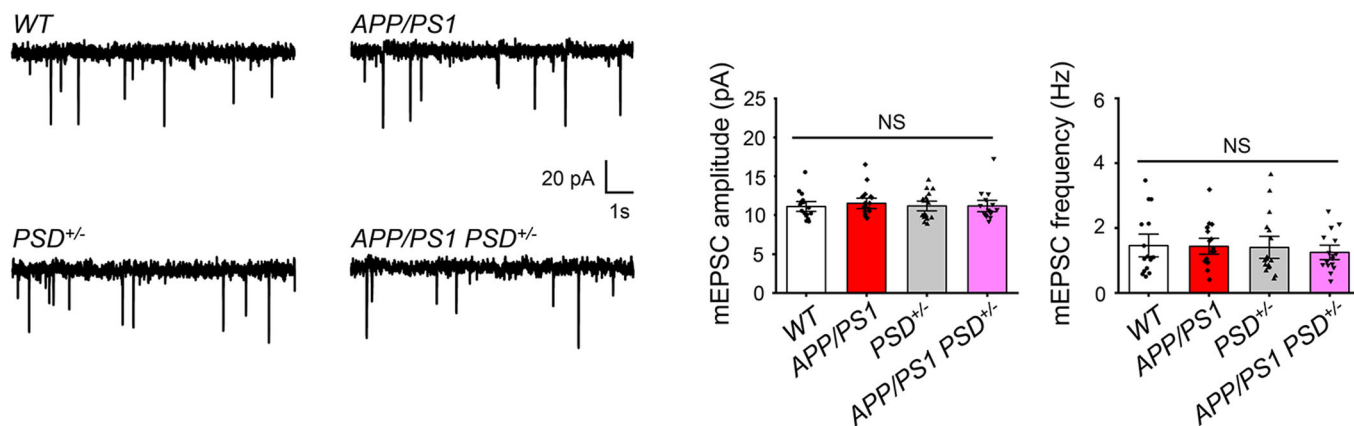 WT
APP/PS1
20 pA
1s
PSD+/-
APP/PS1 PSD+/-
mEPSC amplitude (pA)
25
20
15
10
5
0
NS
WT
APP/PS1
PSD+/-
APP/PS1 PSD+/-
mEPSC frequency (Hz)
6
4
2
0
NS
WT
APP/PS1
PSD+/-
APP/PS1 PSD+/-